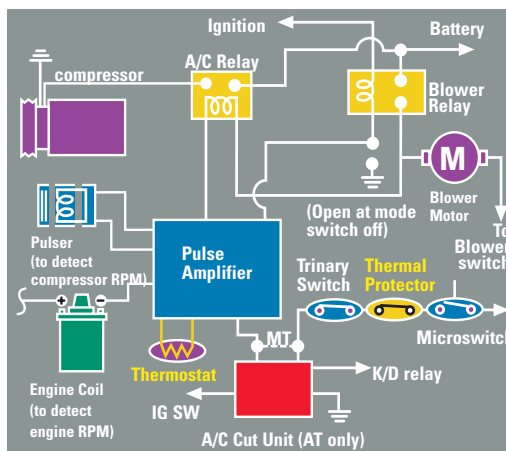 Ignition
Battery
A/C Relay
compressor
Blower
Relay
M
Blower
Motor
(Open at mode
switch off)
To
Blower
switch
Pulser
(to detect
compressor RPM)
Pulse
Amplifier
Trinary
Switch
Thermal
Protector
Microswitch
+
−
Thermostat
MT
Engine Coil
(to detect
engine RPM)
K/D relay
IG SW
A/C Cut Unit (AT only)